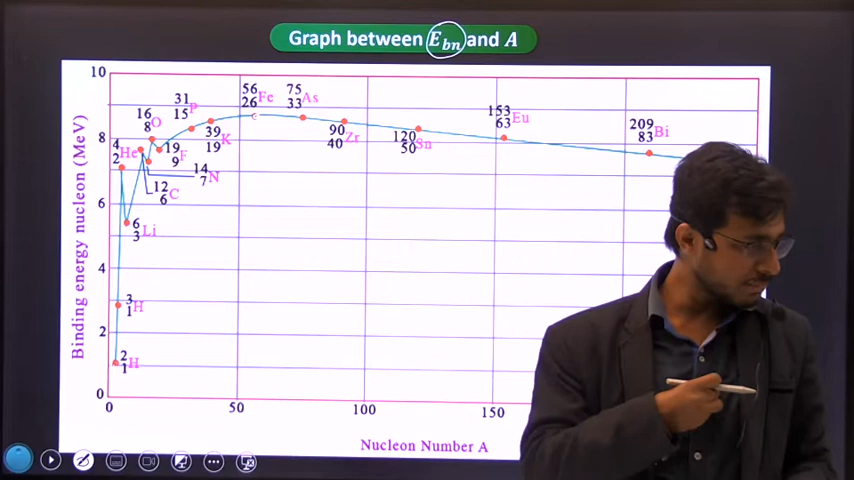 Graph between Ebn and A
Binding energy nucleon (MeV)
10
8
6
4
2
0
0
50
100
150
Nucleon Number A
2
1 H
3
1 H
4
2 He
6
3 Li
12
6 C
14
7 N
16
8 O
19
9 F
31
15 P
39
19 K
56
26 Fe
75
33 As
90
40 Zr
120
50 Sn
153
63 Eu
209
83 Bi